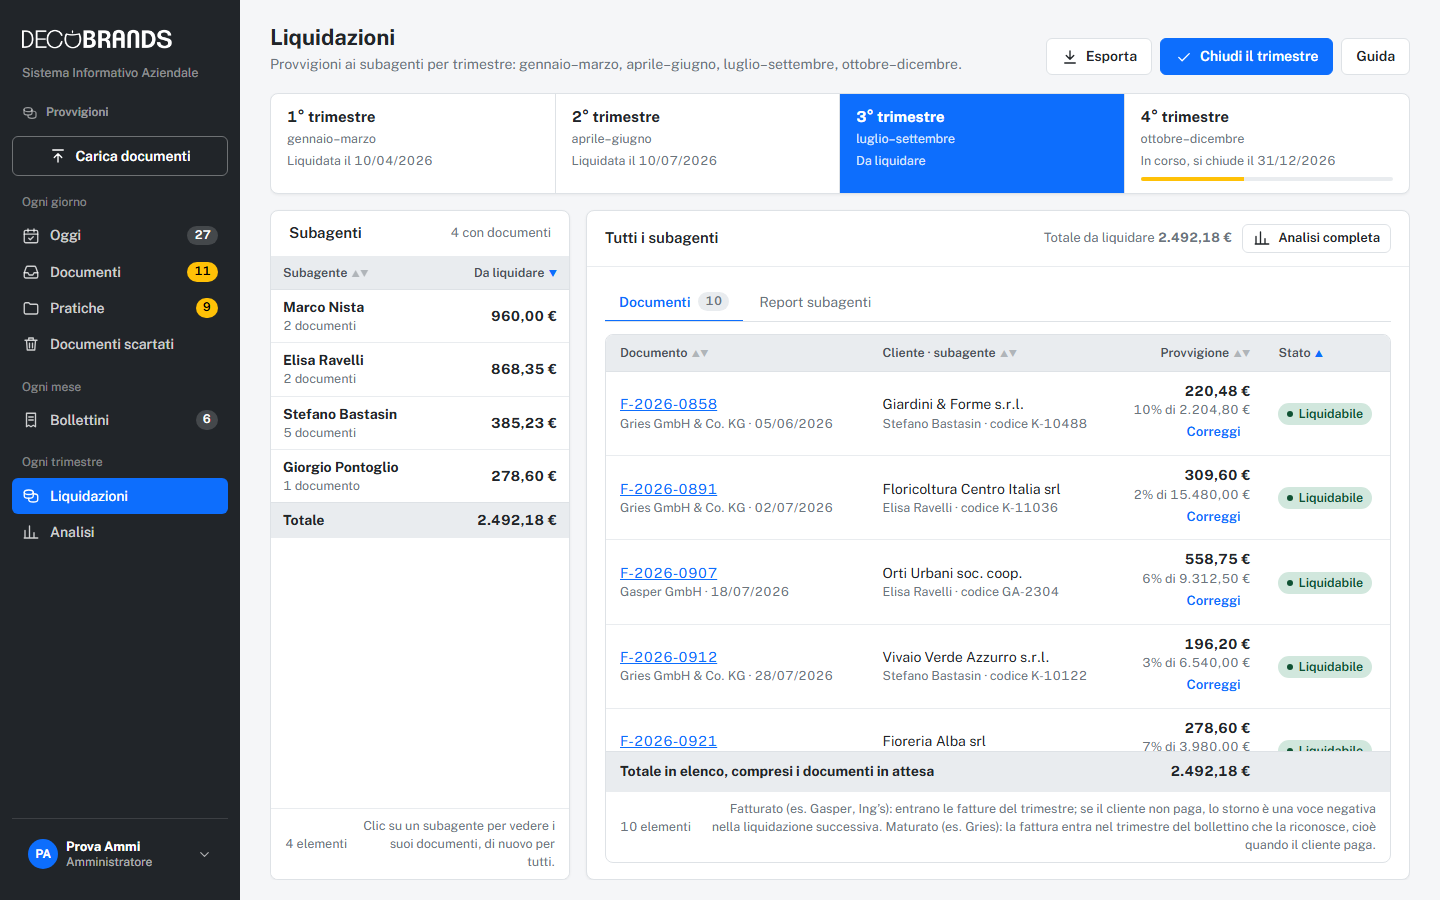 DECOBRANDS
Sistema Informativo Aziendale
Provvigioni
Carica documenti
Ogni giorno
Oggi 27
Documenti 11
Pratiche 9
Documenti scartati
Ogni mese
Bollettini 6
Ogni trimestre
Liquidazioni
Analisi
PA
Prova Ammi
Amministratore
Liquidazioni
Provvigioni ai subagenti per trimestre: gennaio–marzo, aprile–giugno, luglio–settembre, ottobre–dicembre.
Esporta
Chiudi il trimestre
Guida
1° trimestre
gennaio–marzo
Liquidata il 10/04/2026
2° trimestre
aprile–giugno
Liquidata il 10/07/2026
3° trimestre
luglio–settembre
Da liquidare
4° trimestre
ottobre–dicembre
In corso, si chiude il 31/12/2026
Subagenti 4 con documenti
Subagente Da liquidare
Marco Nista
2 documenti
960,00 €
Elisa Ravelli
2 documenti
868,35 €
Stefano Bastasin
5 documenti
385,23 €
Giorgio Pontoglio
1 documento
278,60 €
Totale 2.492,18 €
4 elementi
Clic su un subagente per vedere i
suoi documenti, di nuovo per
tutti.
Tutti i subagenti
Totale da liquidare 2.492,18 €
Analisi completa
Documenti 10
Report subagenti
Documento Cliente · subagente Provvigione Stato
F-2026-0858
Gries GmbH & Co. KG · 05/06/2026
Giardini & Forme s.r.l.
Stefano Bastasin · codice K-10488
220,48 €
10% di 2.204,80 €
Correggi
Liquidabile
F-2026-0891
Gries GmbH & Co. KG · 02/07/2026
Floricoltura Centro Italia srl
Elisa Ravelli · codice K-11036
309,60 €
2% di 15.480,00 €
Correggi
Liquidabile
F-2026-0907
Gasper GmbH · 18/07/2026
Orti Urbani soc. coop.
Elisa Ravelli · codice GA-2304
558,75 €
6% di 9.312,50 €
Correggi
Liquidabile
F-2026-0912
Gries GmbH & Co. KG · 28/07/2026
Vivaio Verde Azzurro s.r.l.
Stefano Bastasin · codice K-10122
196,20 €
3% di 6.540,00 €
Correggi
Liquidabile
F-2026-0921
Fioreria Alba srl
278,60 €
7% di 3.980,00 €
Liquidabile
Totale in elenco, compresi i documenti in attesa 2.492,18 €
10 elementi
Fatturato (es. Gasper, Ing's): entrano le fatture del trimestre; se il cliente non paga, lo storno è una voce negativa
nella liquidazione successiva. Maturato (es. Gries): la fattura entra nel trimestre del bollettino che la riconosce, cioè
quando il cliente paga.